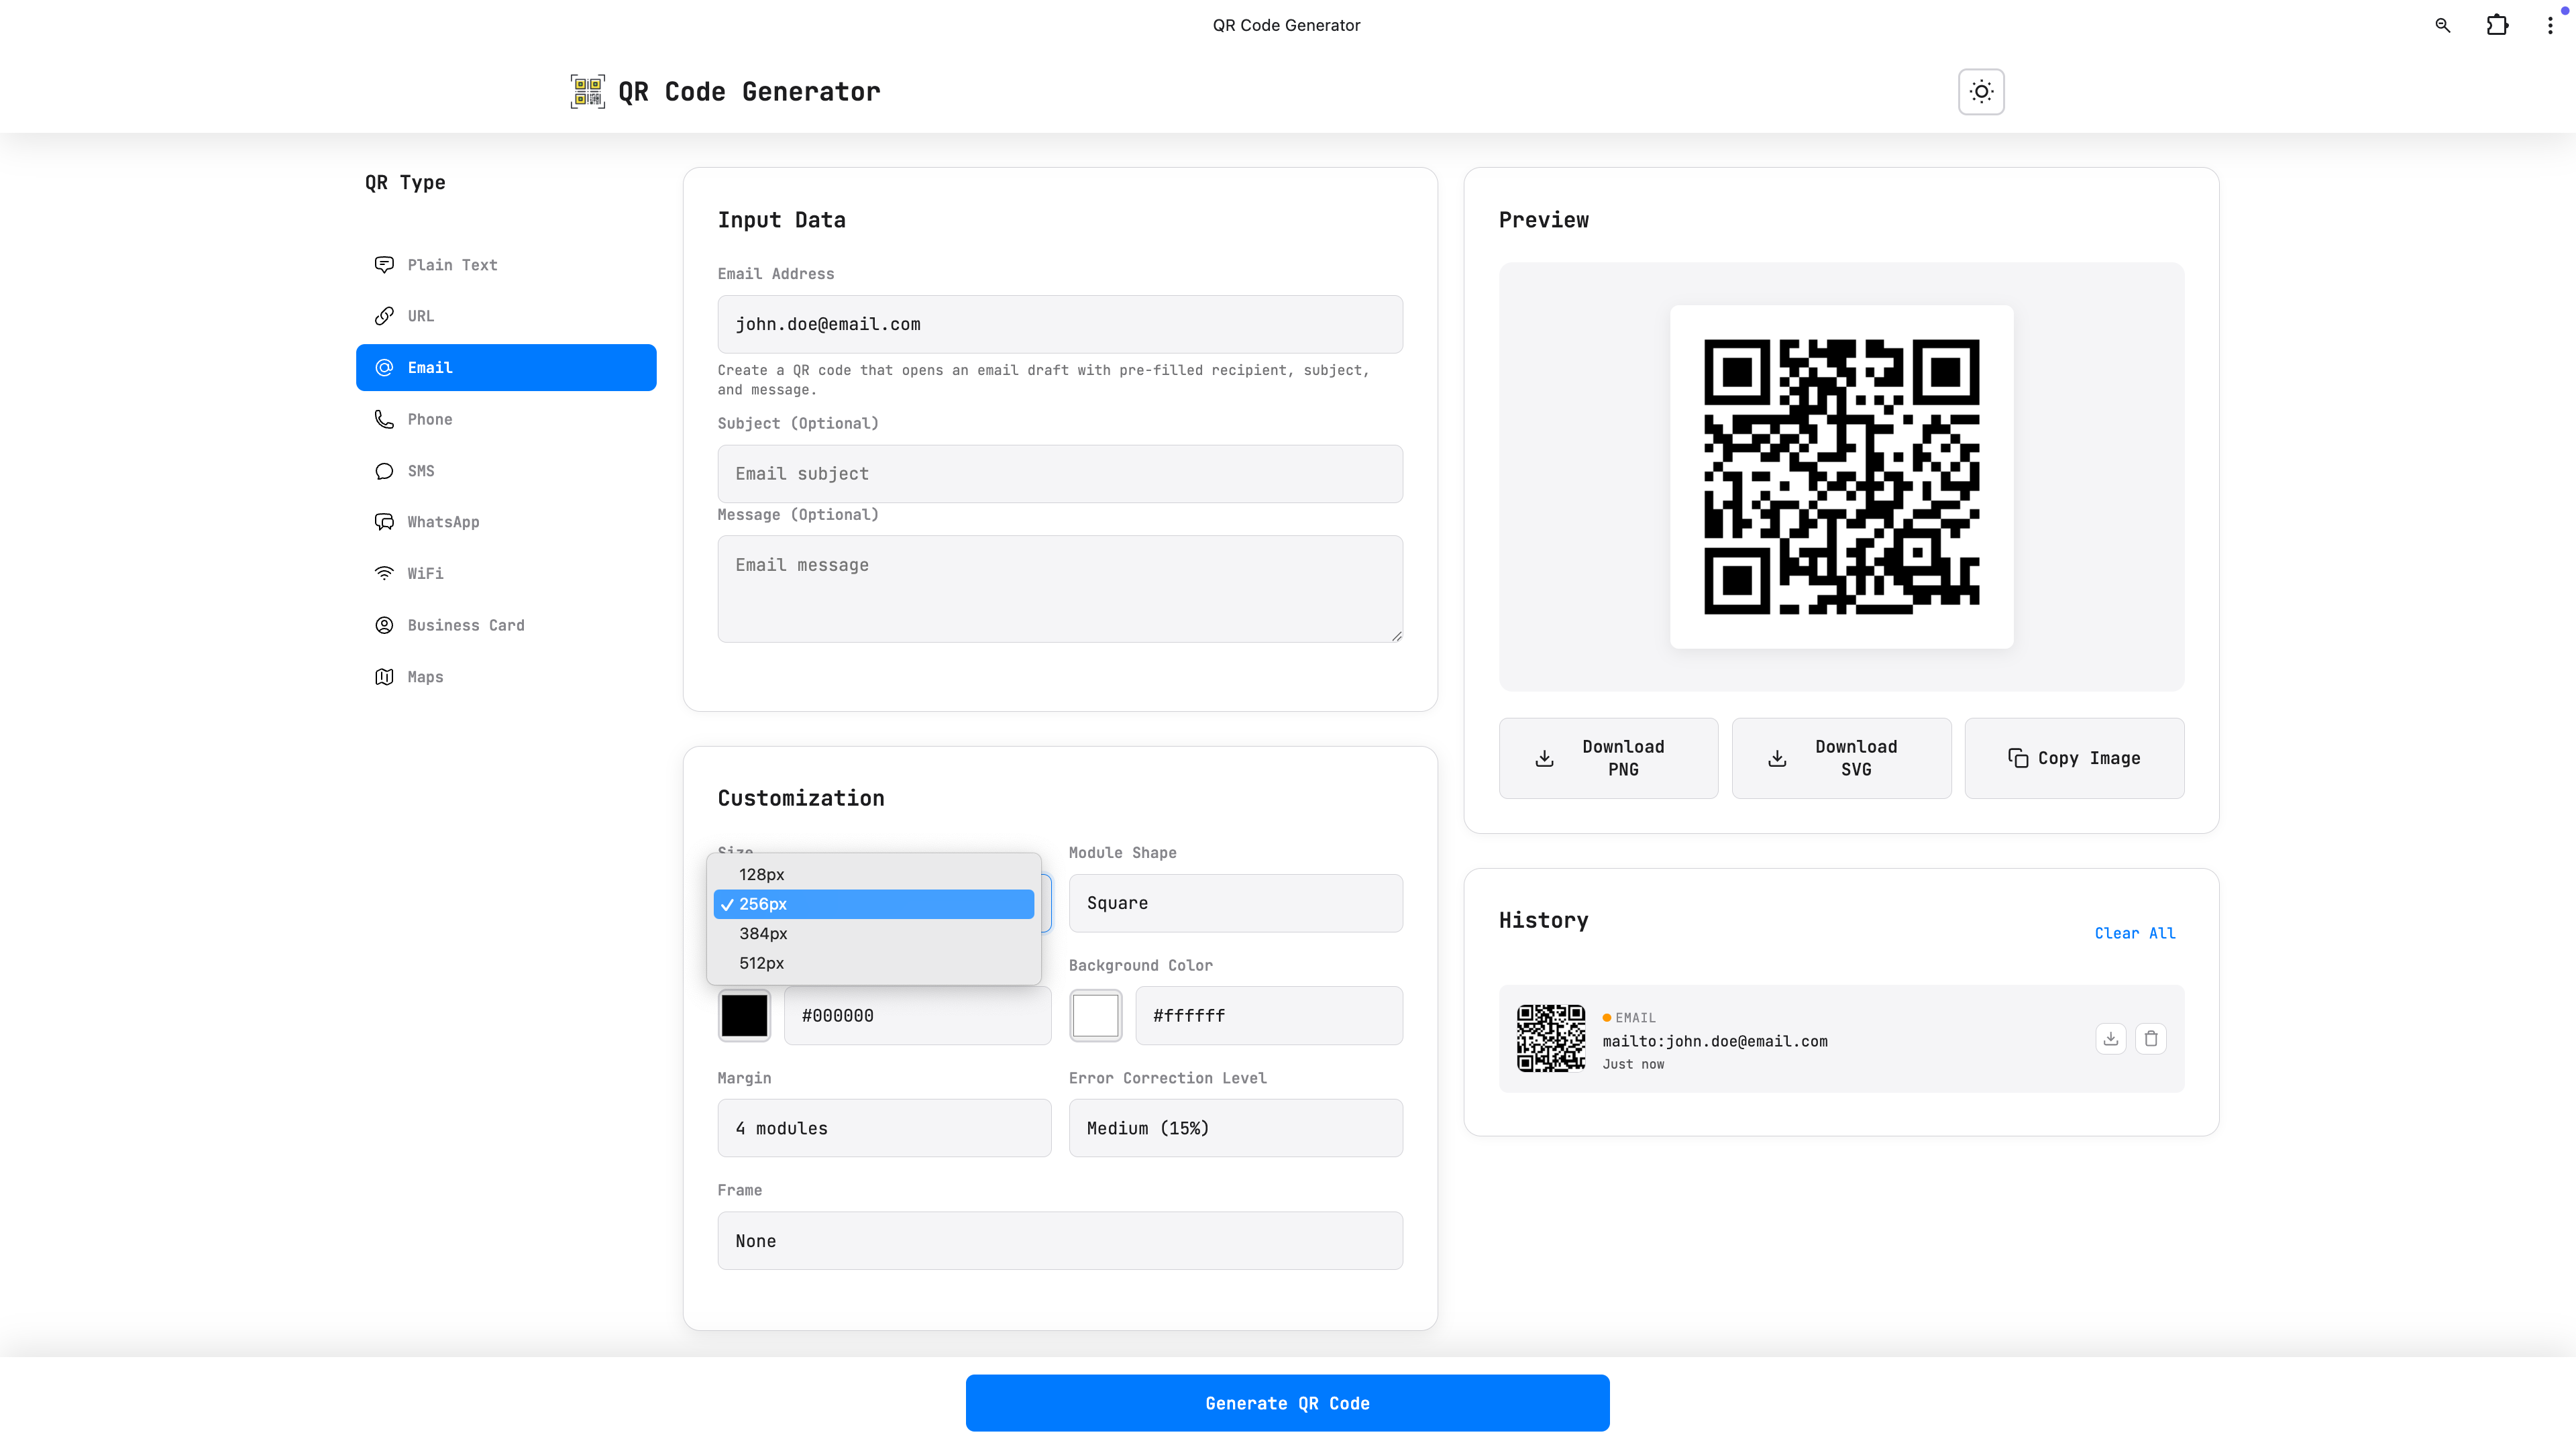 QR Code Generator
QR Code Generator
QR Type
Plain Text
URL
Email
Phone
SMS
WhatsApp
WiFi
Business Card
Maps
Input Data
Email Address
john.doe@email.com
Create a QR code that opens an email draft with pre-filled recipient, subject,
and message.
Subject (Optional)
Email subject
Message (Optional)
Email message
Customization
Size
128px
256px
384px
512px
Module Shape
Square
#000000
Background Color
#ffffff
Margin
4 modules
Error Correction Level
Medium (15%)
Frame
None
Preview
Download
PNG
Download
SVG
Copy Image
History
Clear All
EMAIL
mailto:john.doe@email.com
Just now
Generate QR Code